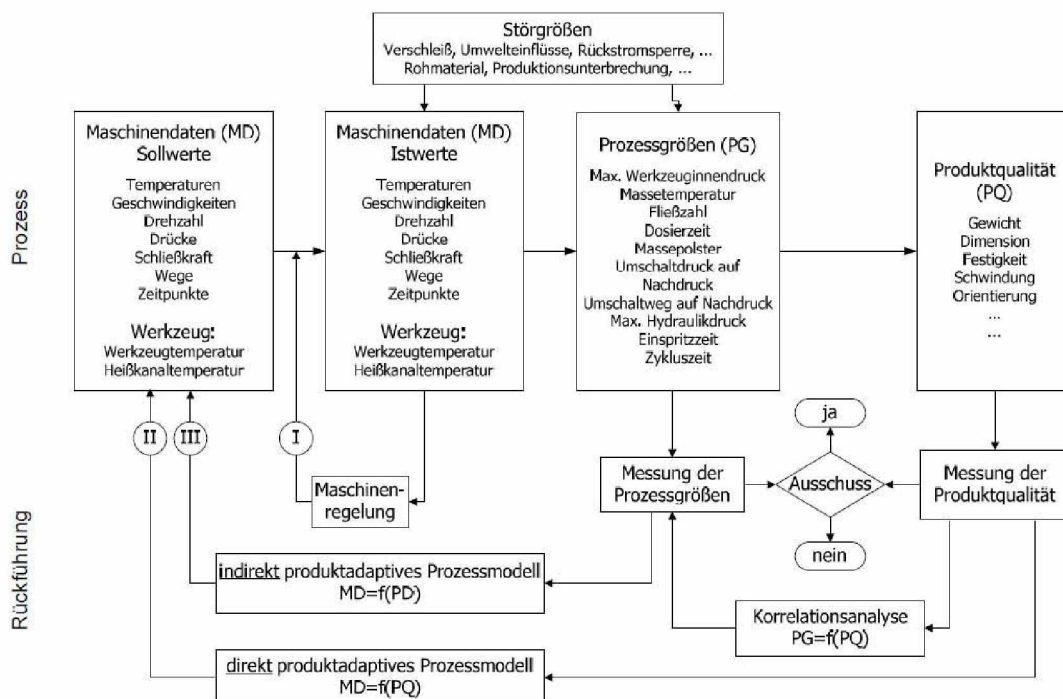 Störgrößen
Verschleiß, Umwelteinflüsse, Rückstromsperre, ...
Rohmaterial, Produktionsunterbrechung, ...
Prozess
Maschinendaten (MD)
Sollwerte
Temperaturen
Geschwindigkeiten
Drehzahl
Drücke
Schließkraft
Wege
Zeitpunkte
Werkzeug:
Werkzeugtemperatur
Heißkanaltemperatur
Maschinendaten (MD)
Istwerte
Temperaturen
Geschwindigkeiten
Drehzahl
Drücke
Schließkraft
Wege
Zeitpunkte
Werkzeug:
Werkzeugtemperatur
Heißkanaltemperatur
Prozessgrößen (PG)
Max. Werkzeuginnendruck
Massetemperatur
Fließzahl
Dosierzeit
Massepolster
Umschaltdruck auf
Nachdruck
Umschaltweg auf Nachdruck
Max. Hydraulikdruck
Einspritzzeit
Zykluszeit
Produktqualität
(PQ)
Gewicht
Dimension
Festigkeit
Schwindung
Orientierung
...
...
Rückführung
II
III
I
Maschinen-
regelung
Messung der
Prozessgrößen
ja
Ausschuss
nein
Messung der
Produktqualität
indirekt produktadaptives Prozessmodell
MD=f(PD)
Korrelationsanalyse
PG=f(PQ)
direkt produktadaptives Prozessmodell
MD=f(PQ)